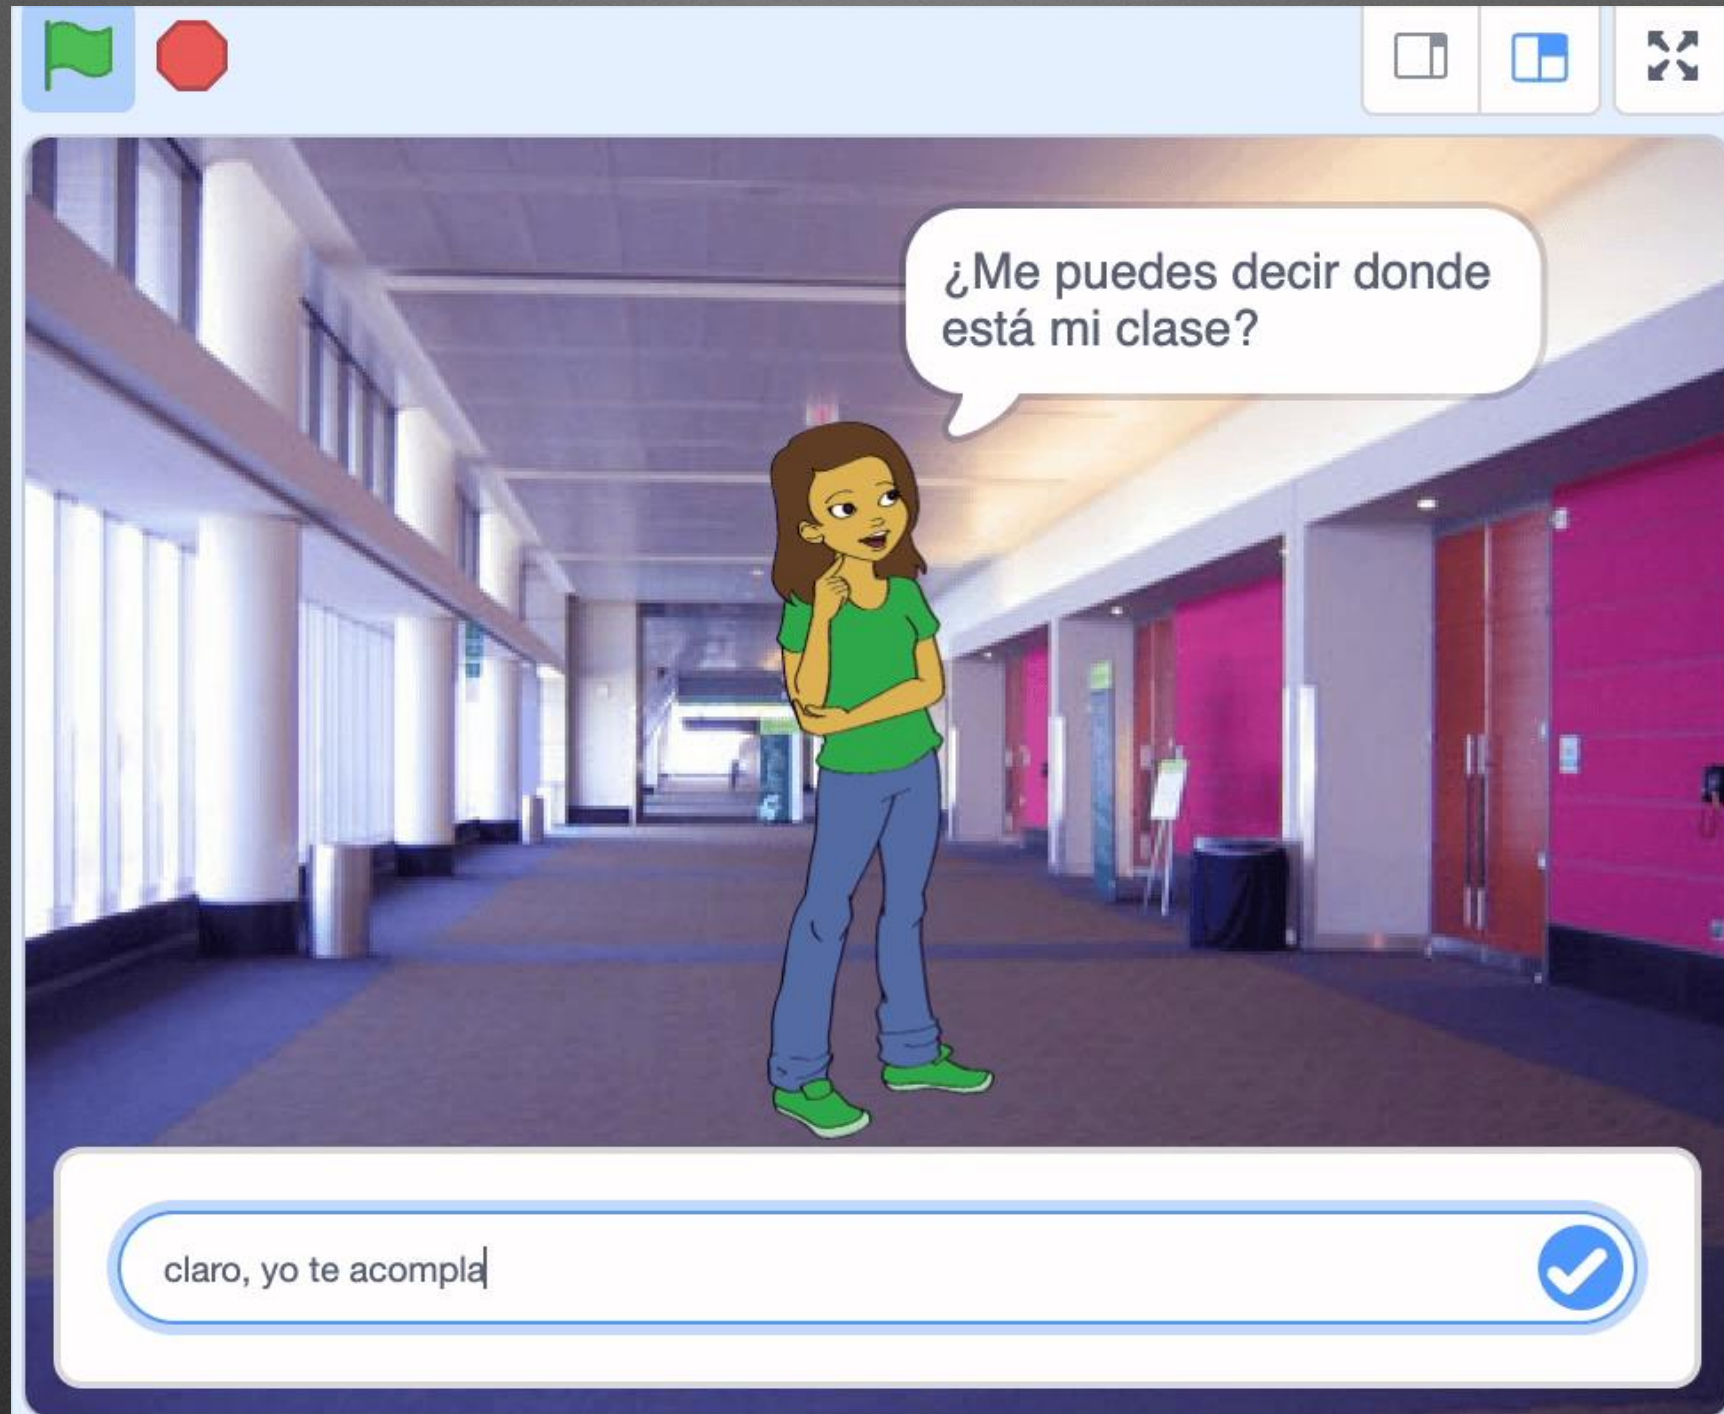 ¿Me puedes decir donde
está mi clase?
claro, yo te acompla